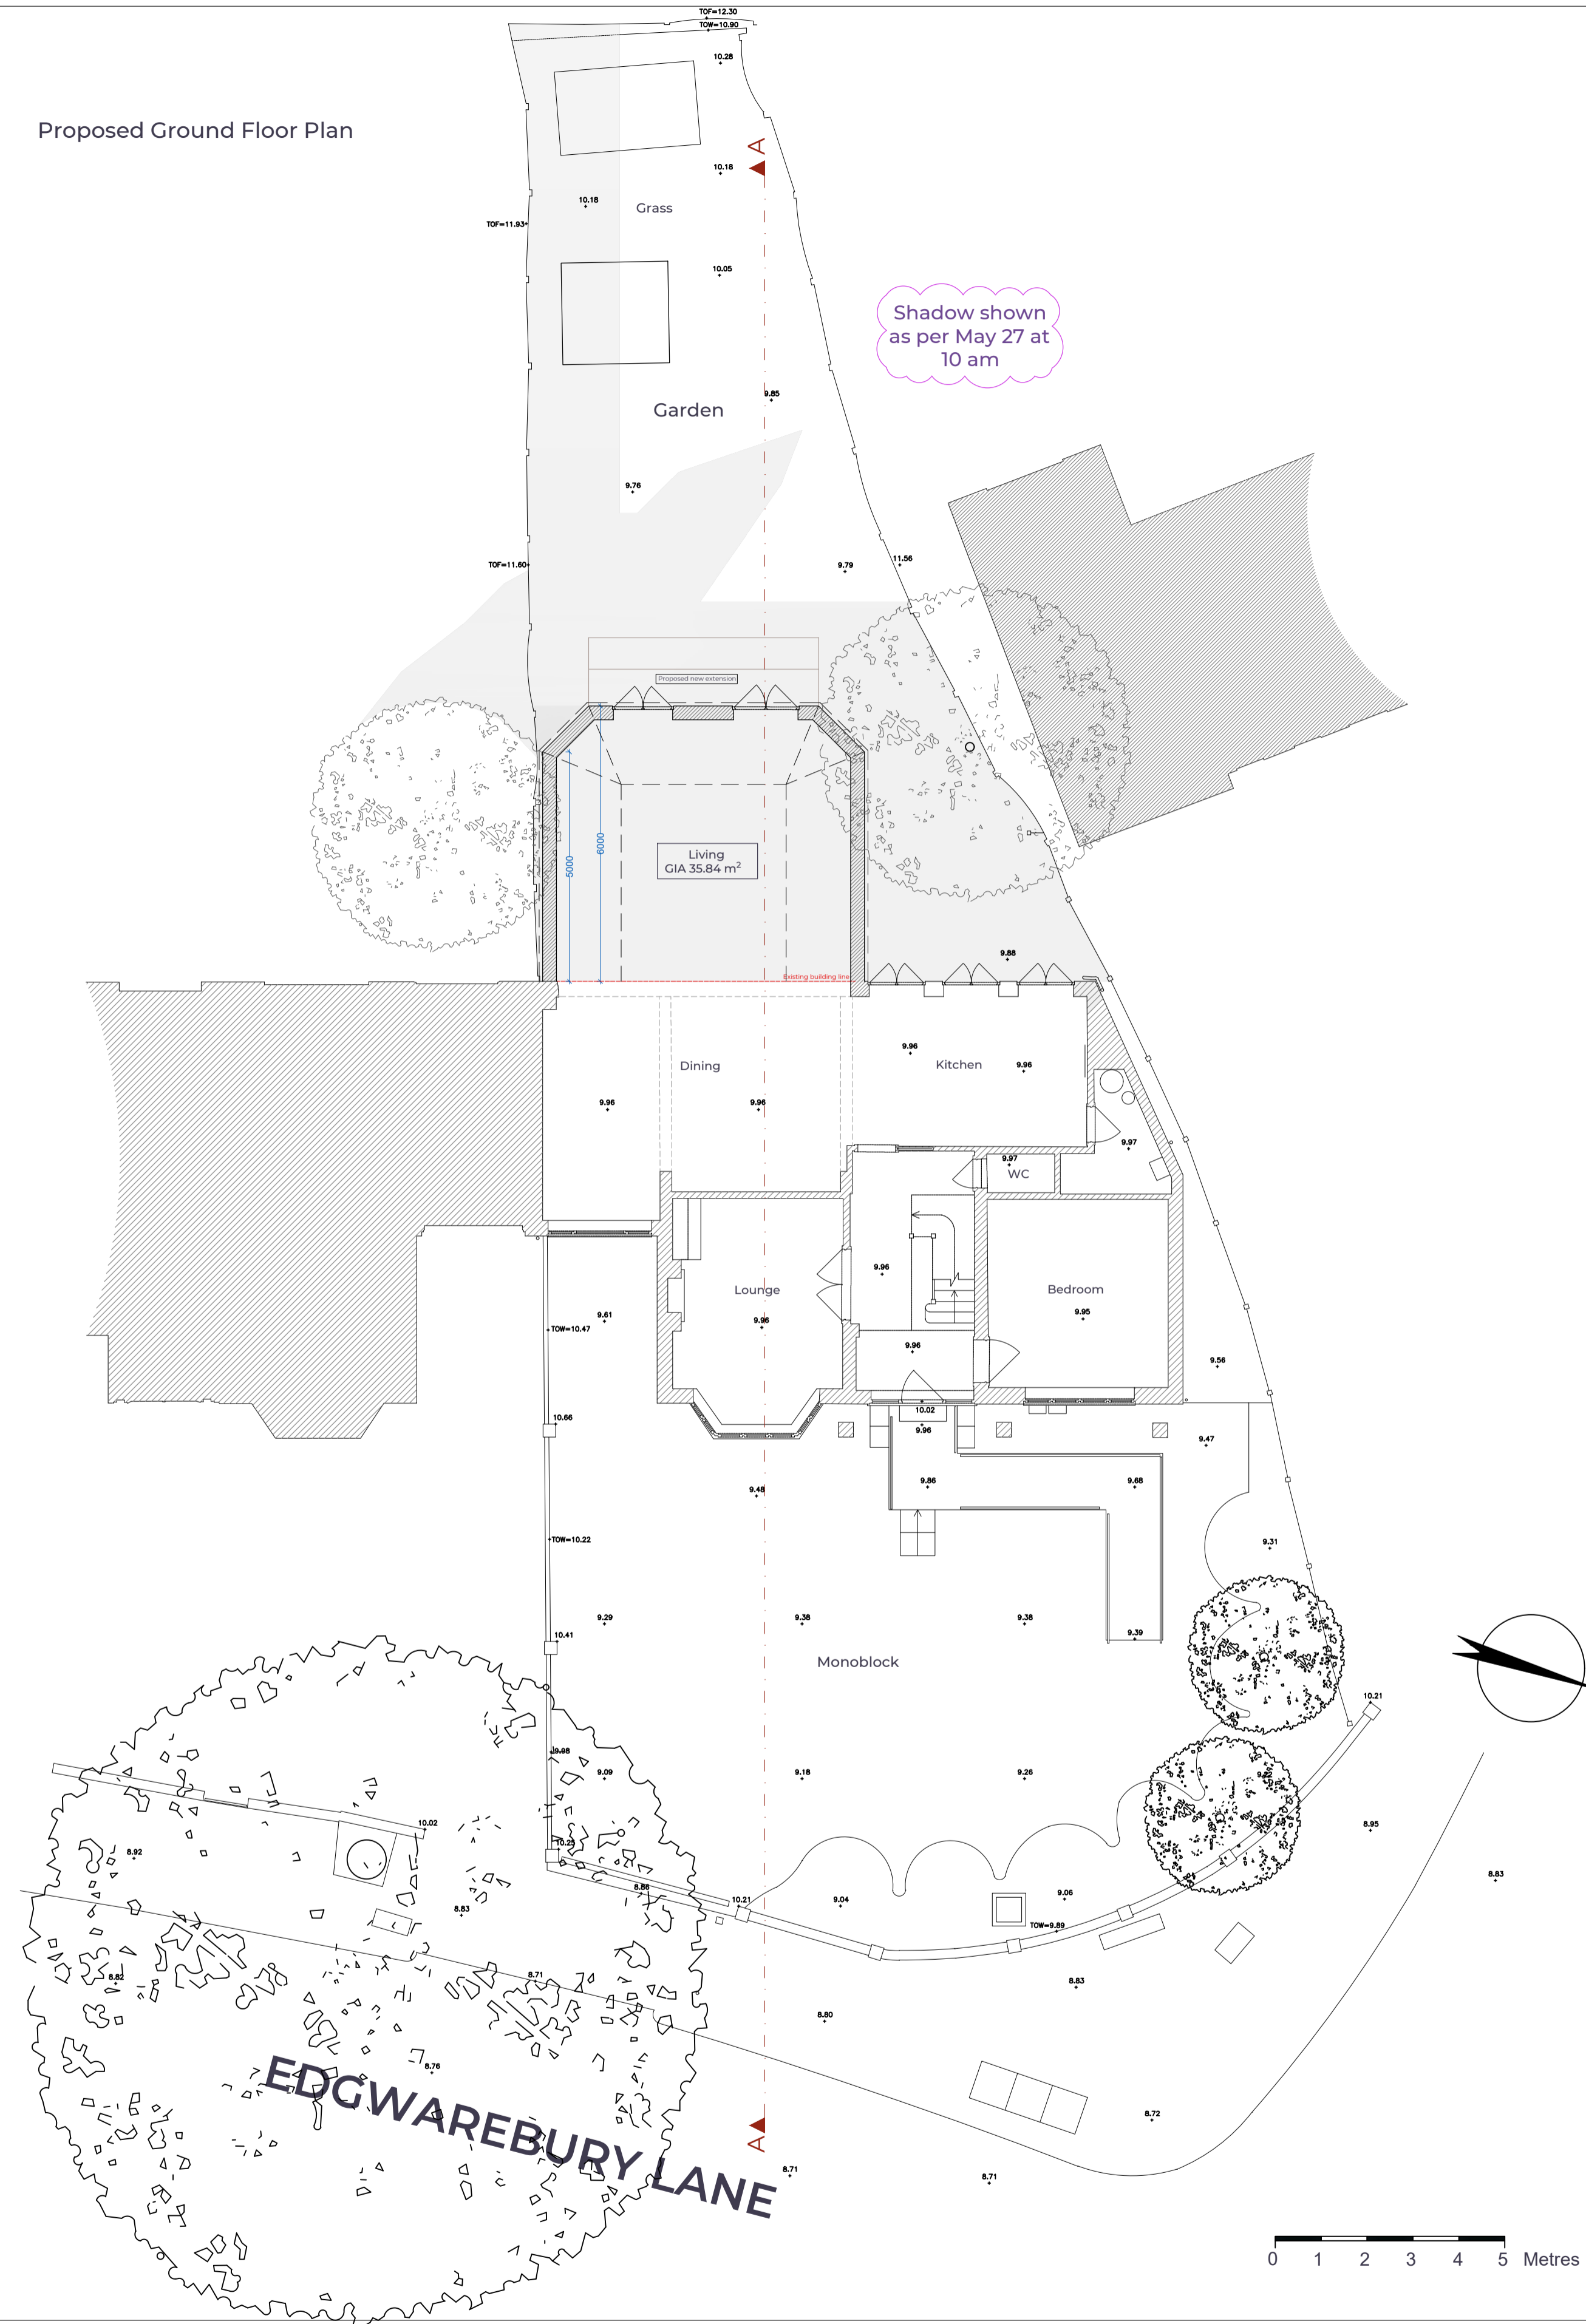 TOF=12.30
TOW=10.90
10.28
Proposed Ground Floor Plan
A
10.18
10.18
Grass
TOF=11.93
10.05
Shadow shown
as per May 27 at
10 am
9.85
Garden
9.76
11.56
TOF=11.60
9.79
Proposed new extension
5000
6000
Living
GIA 35.84 m²
9.88
Existing building line
9.96
Dining
Kitchen
9.96
9.96
9.96
9.97
9.97
WC
9.96
Lounge
Bedroom
9.61
9.96
9.95
TOW=10.47
9.96
9.56
10.02
10.66
9.96
9.47
9.48
9.86
9.68
TOW=10.22
9.31
9.29
9.38
9.38
9.39
10.41
Monoblock
10.21
9.98
9.09
9.18
9.26
10.02
8.95
10.25
8.92
8.83
8.86
10.21
9.04
9.06
8.83
TOW=9.89
8.82
8.71
8.83
8.80
8.76
EDGWAREBURY LANE
8.72
A
8.71
8.71
0 1 2 3 4 5 Metres